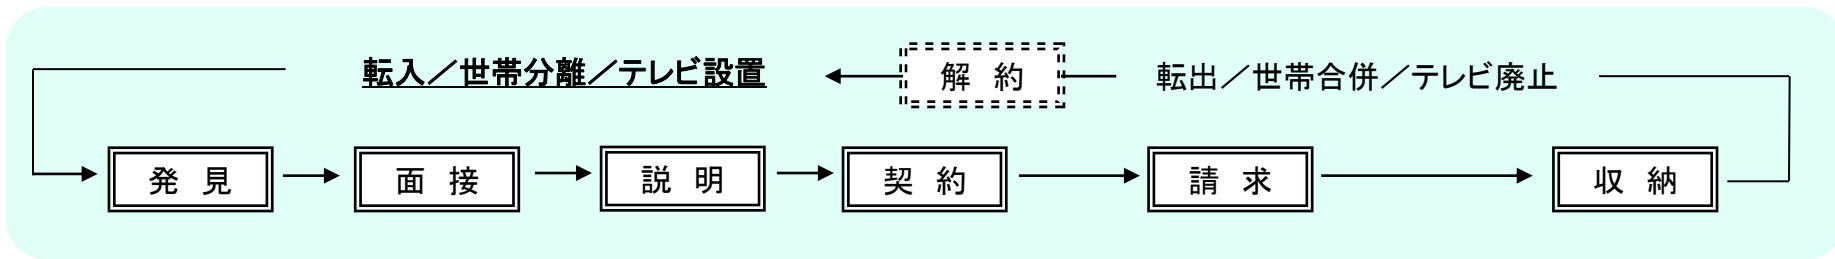 転入／世帯分離／テレビ設置 解約 転出／世帯合併／テレビ廃止
発見 面接 説明 契約 請求 収納